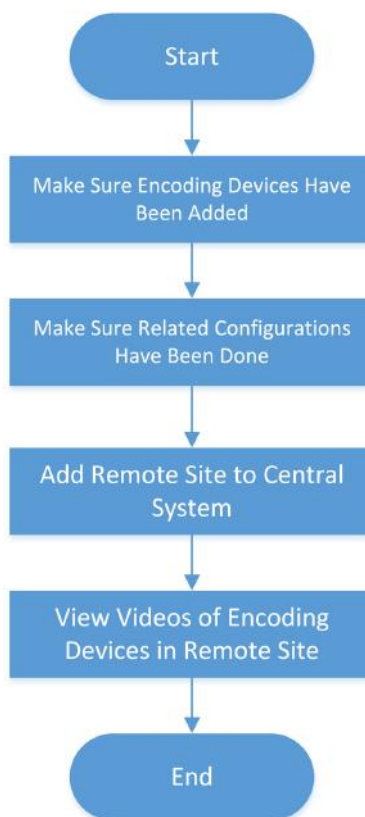 Start
Make Sure Encoding Devices Have
Been Added
Make Sure Related Configurations
Have Been Done
Add Remote Site to Central
System
View Videos of Encoding
Devices in Remote Site
End